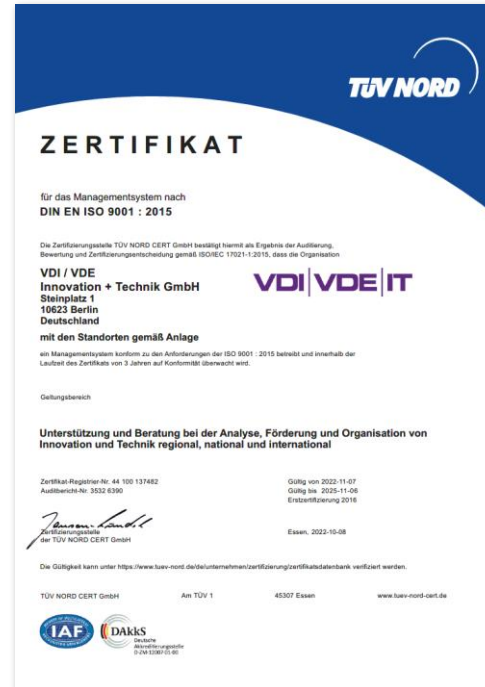 TÜV NORD
ZERTIFIKAT
für das Managementsystem nach
DIN EN ISO 9001 : 2015
Die Zertifizierungsstelle TÜV NORD CERT GmbH bestätigt hiermit als Ergebnis der Auditierung,
Bewertung und Zertifizierungsentscheidung gemäß ISO/IEC 17021-1:2015, dass die Organisation
VDI / VDE
Innovation + Technik GmbH
Steinplatz 1
10623 Berlin
Deutschland
VDI|VDE|IT
mit den Standorten gemäß Anlage
ein Managementsystem konform zu den Anforderungen der ISO 9001 : 2015 betreibt und innerhalb der
Laufzeit des Zertifikats von 3 Jahren auf Konformität überwacht wird.
Geltungsbereich
Unterstützung und Beratung bei der Analyse, Förderung und Organisation von
Innovation und Technik regional, national und international
Zertifikat-Registrier-Nr. 44 100 137482
Auditbericht-Nr. 3532 6390
Gültig von 2022-11-07
Gültig bis 2025-11-06
Erstzertifizierung 2016
Zertifizierungsstelle
der TÜV NORD CERT GmbH
Essen, 2022-10-08
Die Gültigkeit kann unter https://www.tuev-nord.de/de/unternehmen/zertifizierung/zertifikatsdatenbank verifiziert werden.
TÜV NORD CERT GmbH Am TÜV 1 45307 Essen www.tuev-nord-cert.de
IAF
DAkkS
Deutsche
Akkreditierungsstelle
D-ZM-12007-01-00